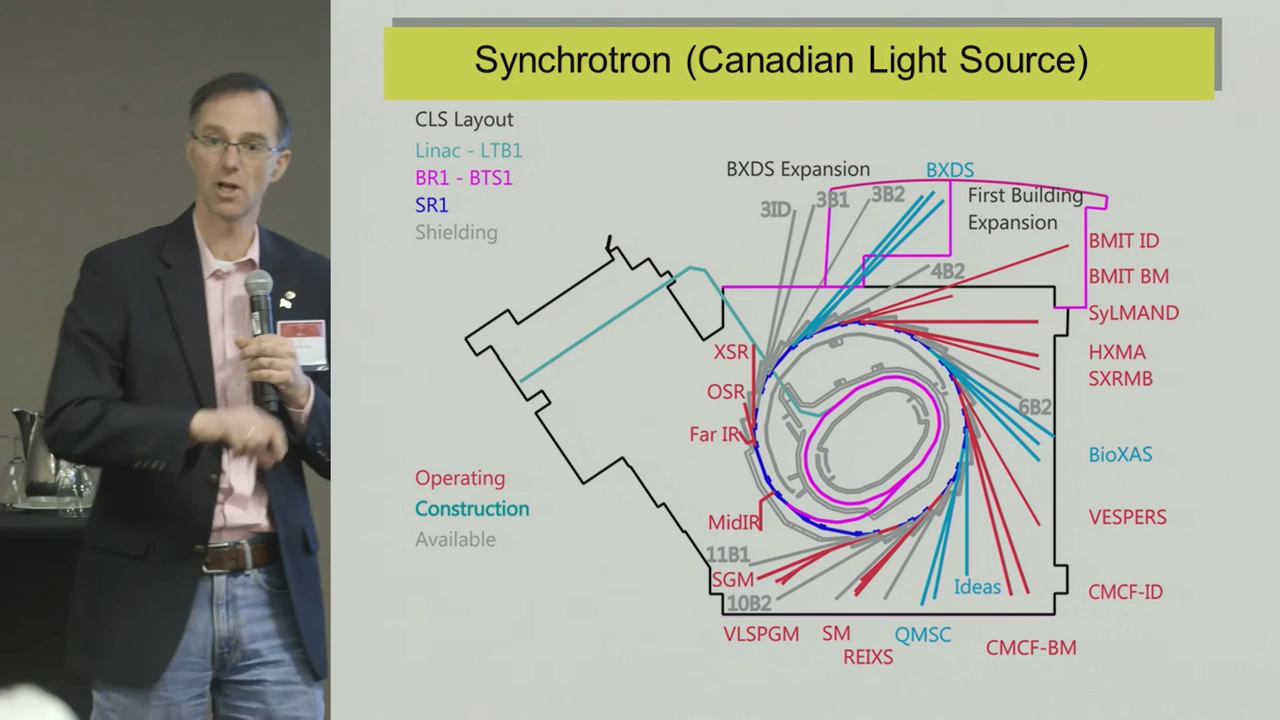 Synchrotron (Canadian Light Source)
CLS Layout
Linac - LTB1
BR1 - BTS1
SR1
Shielding
BXDS Expansion
BXDS
3ID
3B1
3B2
First Building
Expansion
4B2
BMIT ID
BMIT BM
SyLMAND
HXMA
SXRMB
6B2
BioXAS
VESPERS
CMCF-ID
XSR
OSR
Far IR
MidIR
Operating
Construction
Available
11B1
SGM
10B2
Ideas
VLSPGM
SM
REIXS
QMSC
CMCF-BM